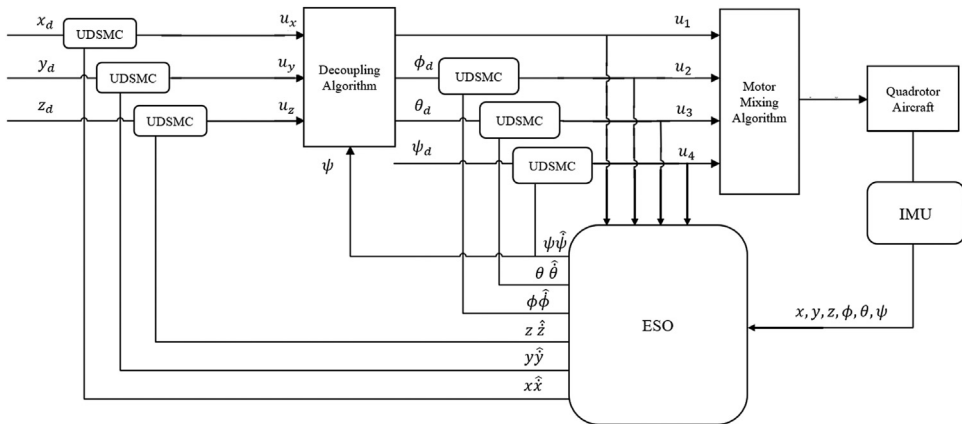 x_d
UDSMC
u_x
u_1
y_d
UDSMC
u_y
Decoupling
Algorithm
ϕ_d
UDSMC
u_2
z_d
UDSMC
u_z
θ_d
UDSMC
u_3
Motor
Mixing
Algorithm
Quadrotor
Aircraft
ψ
ψ_d
UDSMC
u_4
IMU
ψ ψ̇̂
θ θ̇̂
ϕ ϕ̇̂
z ż̂
y ẏ̂
x ẋ̂
ESO
x, y, z, ϕ, θ, ψ